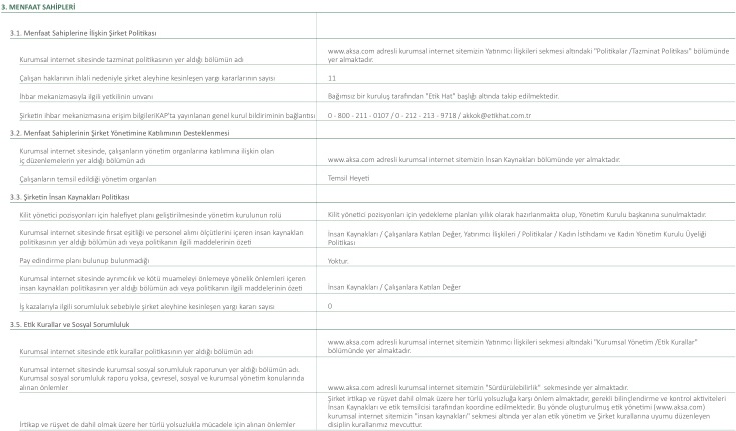 3. MENFAAT SAHİPLERİ
3.1. Menfaat Sahiplerine İlişkin Şirket Politikası
Kurumsal internet sitesinde tazminat politikasının yer aldığı bölümün adı
www.aksa.com adresli kurumsal internet sitemizin Yatırımcı İlişkileri sekmesi altındaki "Politikalar /Tazminat Politikası" bölümünde
yer almaktadır.
Çalışan haklarının ihlali nedeniyle şirket aleyhine kesinleşen yargı kararlarının sayısı
11
İhbar mekanizmasıyla ilgili yetkilinin unvanı
Bağımsız bir kuruluş tarafından "Etik Hat" başlığı altında takip edilmektedir.
Şirketin ihbar mekanizmasına erişim bilgileriKAP'ta yayınlanan genel kurul bildiriminin bağlantısı
0 - 800 - 211 - 0107 / 0 - 212 - 213 - 9718 / akkok@etikhat.com.tr
3.2. Menfaat Sahiplerinin Şirket Yönetimine Katılımının Desteklenmesi
Kurumsal internet sitesinde, çalışanların yönetim organlarına katılımına ilişkin olan
iç düzenlemelerin yer aldığı bölümün adı
www.aksa.com adresli kurumsal internet sitemizin İnsan Kaynakları bölümünde yer almaktadır.
Çalışanların temsil edildiği yönetim organları
Temsil Heyeti
3.3. Şirketin İnsan Kaynakları Politikası
Kilit yönetici pozisyonları için halefiyet planı geliştirilmesinde yönetim kurulunun rolü
Kilit yönetici pozisyonları için yedekleme planları yıllık olarak hazırlanmakta olup, Yönetim Kurulu başkanına sunulmaktadır.
Kurumsal internet sitesinde fırsat eşitliği ve personel alımı ölçütlerini içeren insan kaynakları
politikasının yer aldığı bölümün adı veya politikanın ilgili maddelerinin özeti
İnsan Kaynakları / Çalışanlara Katılan Değer, Yatırımcı İlişkileri / Politikalar / Kadın İstihdamı ve Kadın Yönetim Kurulu Üyeliği
Politikası
Pay edindirme planı bulunup bulunmadığı
Yoktur.
Kurumsal internet sitesinde ayrımcılık ve kötü muameleyi önlemeye yönelik önlemleri içeren
insan kaynakları politikasının yer aldığı bölümün adı veya politikanın ilgili maddelerinin özeti
İnsan Kaynakları / Çalışanlara Katılan Değer
İş kazalarıyla ilgili sorumluluk sebebiyle şirket aleyhine kesinleşen yargı kararı sayısı
0
3.5. Etik Kurallar ve Sosyal Sorumluluk
Kurumsal internet sitesinde etik kurallar politikasının yer aldığı bölümün adı
www.aksa.com adresli kurumsal internet sitemizin Yatırımcı İlişkileri sekmesi altındaki "Kurumsal Yönetim /Etik Kurallar"
bölümünde yer almaktadır.
Kurumsal internet sitesinde kurumsal sosyal sorumluluk raporunun yer aldığı bölümün adı.
Kurumsal sosyal sorumluluk raporu yoksa, çevresel, sosyal ve kurumsal yönetim konularında
alınan önlemler
www.aksa.com adresli kurumsal internet sitemizin "Sürdürülebilirlik" sekmesinde yer almaktadır.
İrtikap ve rüşvet de dahil olmak üzere her türlü yolsuzlukla mücadele için alınan önlemler
Şirket irtikap ve rüşvet dahil olmak üzere her türlü yolsuzluğa karşı önlem almaktadır, gerekli bilinçlendirme ve kontrol aktiviteleri
İnsan Kaynakları ve etik temsilcisi tarafından koordine edilmektedir. Bu yönde oluşturulmuş etik yönetimi (www.aksa.com)
kurumsal internet sitemizin "insan kaynakları" sekmesi altında yer alan etik yönetim ve Şirket kurallarına uyumu düzenleyen
disiplin kurallarımız mevcuttur.